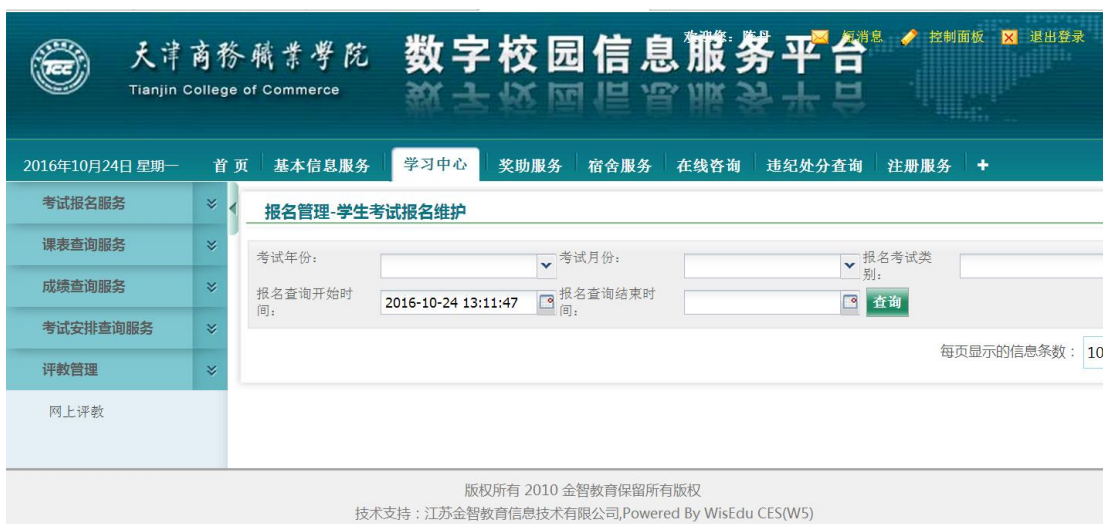 天津商務職業學院
Tianjin College of Commerce
数字校园信息服务平台
欢迎您：
短消息 控制面板 退出登录
2016年10月24日 星期一 首 页 基本信息服务 学习中心 奖助服务 宿舍服务 在线咨询 违纪处分查询 注册服务 +
考试报名服务
课表查询服务
成绩查询服务
考试安排查询服务
评教管理
网上评教
报名管理-学生考试报名维护
考试年份： 考试月份： 报名考试类别：
报名查询开始时间： 2016-10-24 13:11:47 报名查询结束时间： 查询
每页显示的信息条数： 10
版权所有 2010 金智教育保留所有版权
技术支持：江苏金智教育信息技术有限公司,Powered By WisEdu CES(W5)